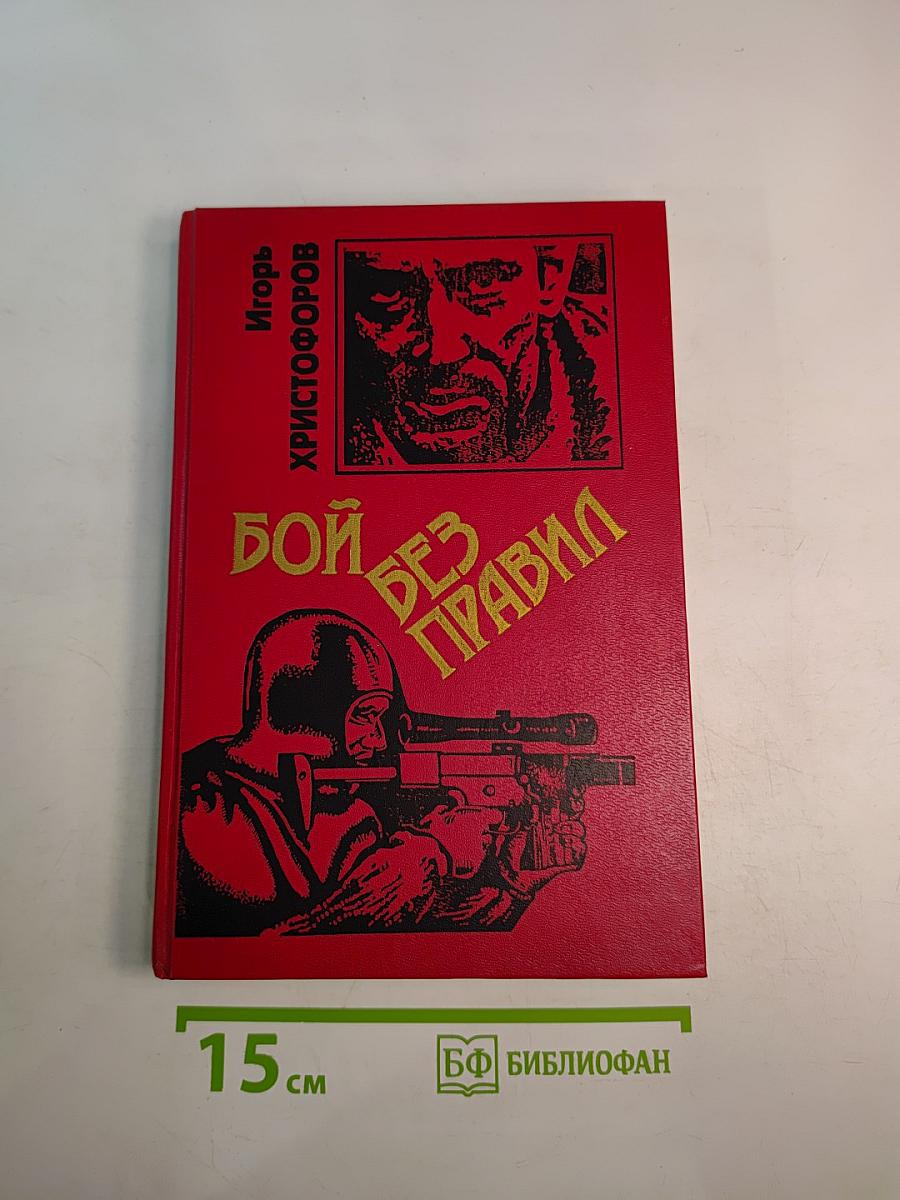 Игорь
ХРИСТОФОРОВ
БОЙ
БЕЗ
ПРАВИЛ
15 см
БФ БИБЛИОФАН